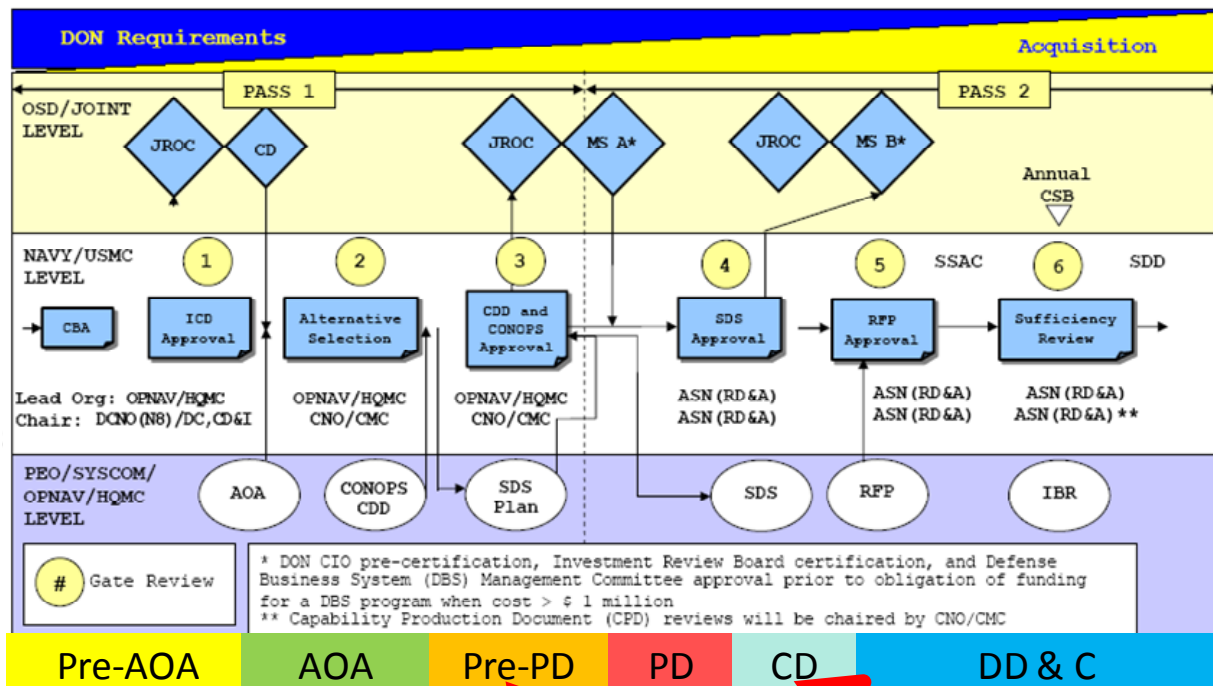 DON Requirements
Acquisition
PASS 1
PASS 2
OSD/JOINT
LEVEL
JROC
CD
JROC
MS A*
JROC
MS B*
Annual
CSB
NAVY/USMC
LEVEL
1
2
3
4
5
SSAC
6
SDD
CBA
ICD
Approval
Alternative
Selection
CDD and
CONOPS
Approval
SDS
Approval
RFP
Approval
Sufficiency
Review
Lead Org: OPNAV/HQMC
Chair: DCNO(N8)/DC,CD&I
OPNAV/HQMC
CNO/CMC
OPNAV/HQMC
CNO/CMC
ASN(RD&A)
ASN(RD&A)
ASN(RD&A)
ASN(RD&A)
ASN(RD&A)
ASN(RD&A)**
PEO/SYSCOM/
OPNAV/HQMC
LEVEL
AOA
CONOPS
CDD
SDS
Plan
SDS
RFP
IBR
# Gate Review
* DON CIO pre-certification, Investment Review Board certification, and Defense
Business System (DBS) Management Committee approval prior to obligation of funding
for a DBS program when cost > $ 1 million
** Capability Production Document (CPD) reviews will be chaired by CNO/CMC
Pre-AOA
AOA
Pre-PD
PD
CD
DD & C